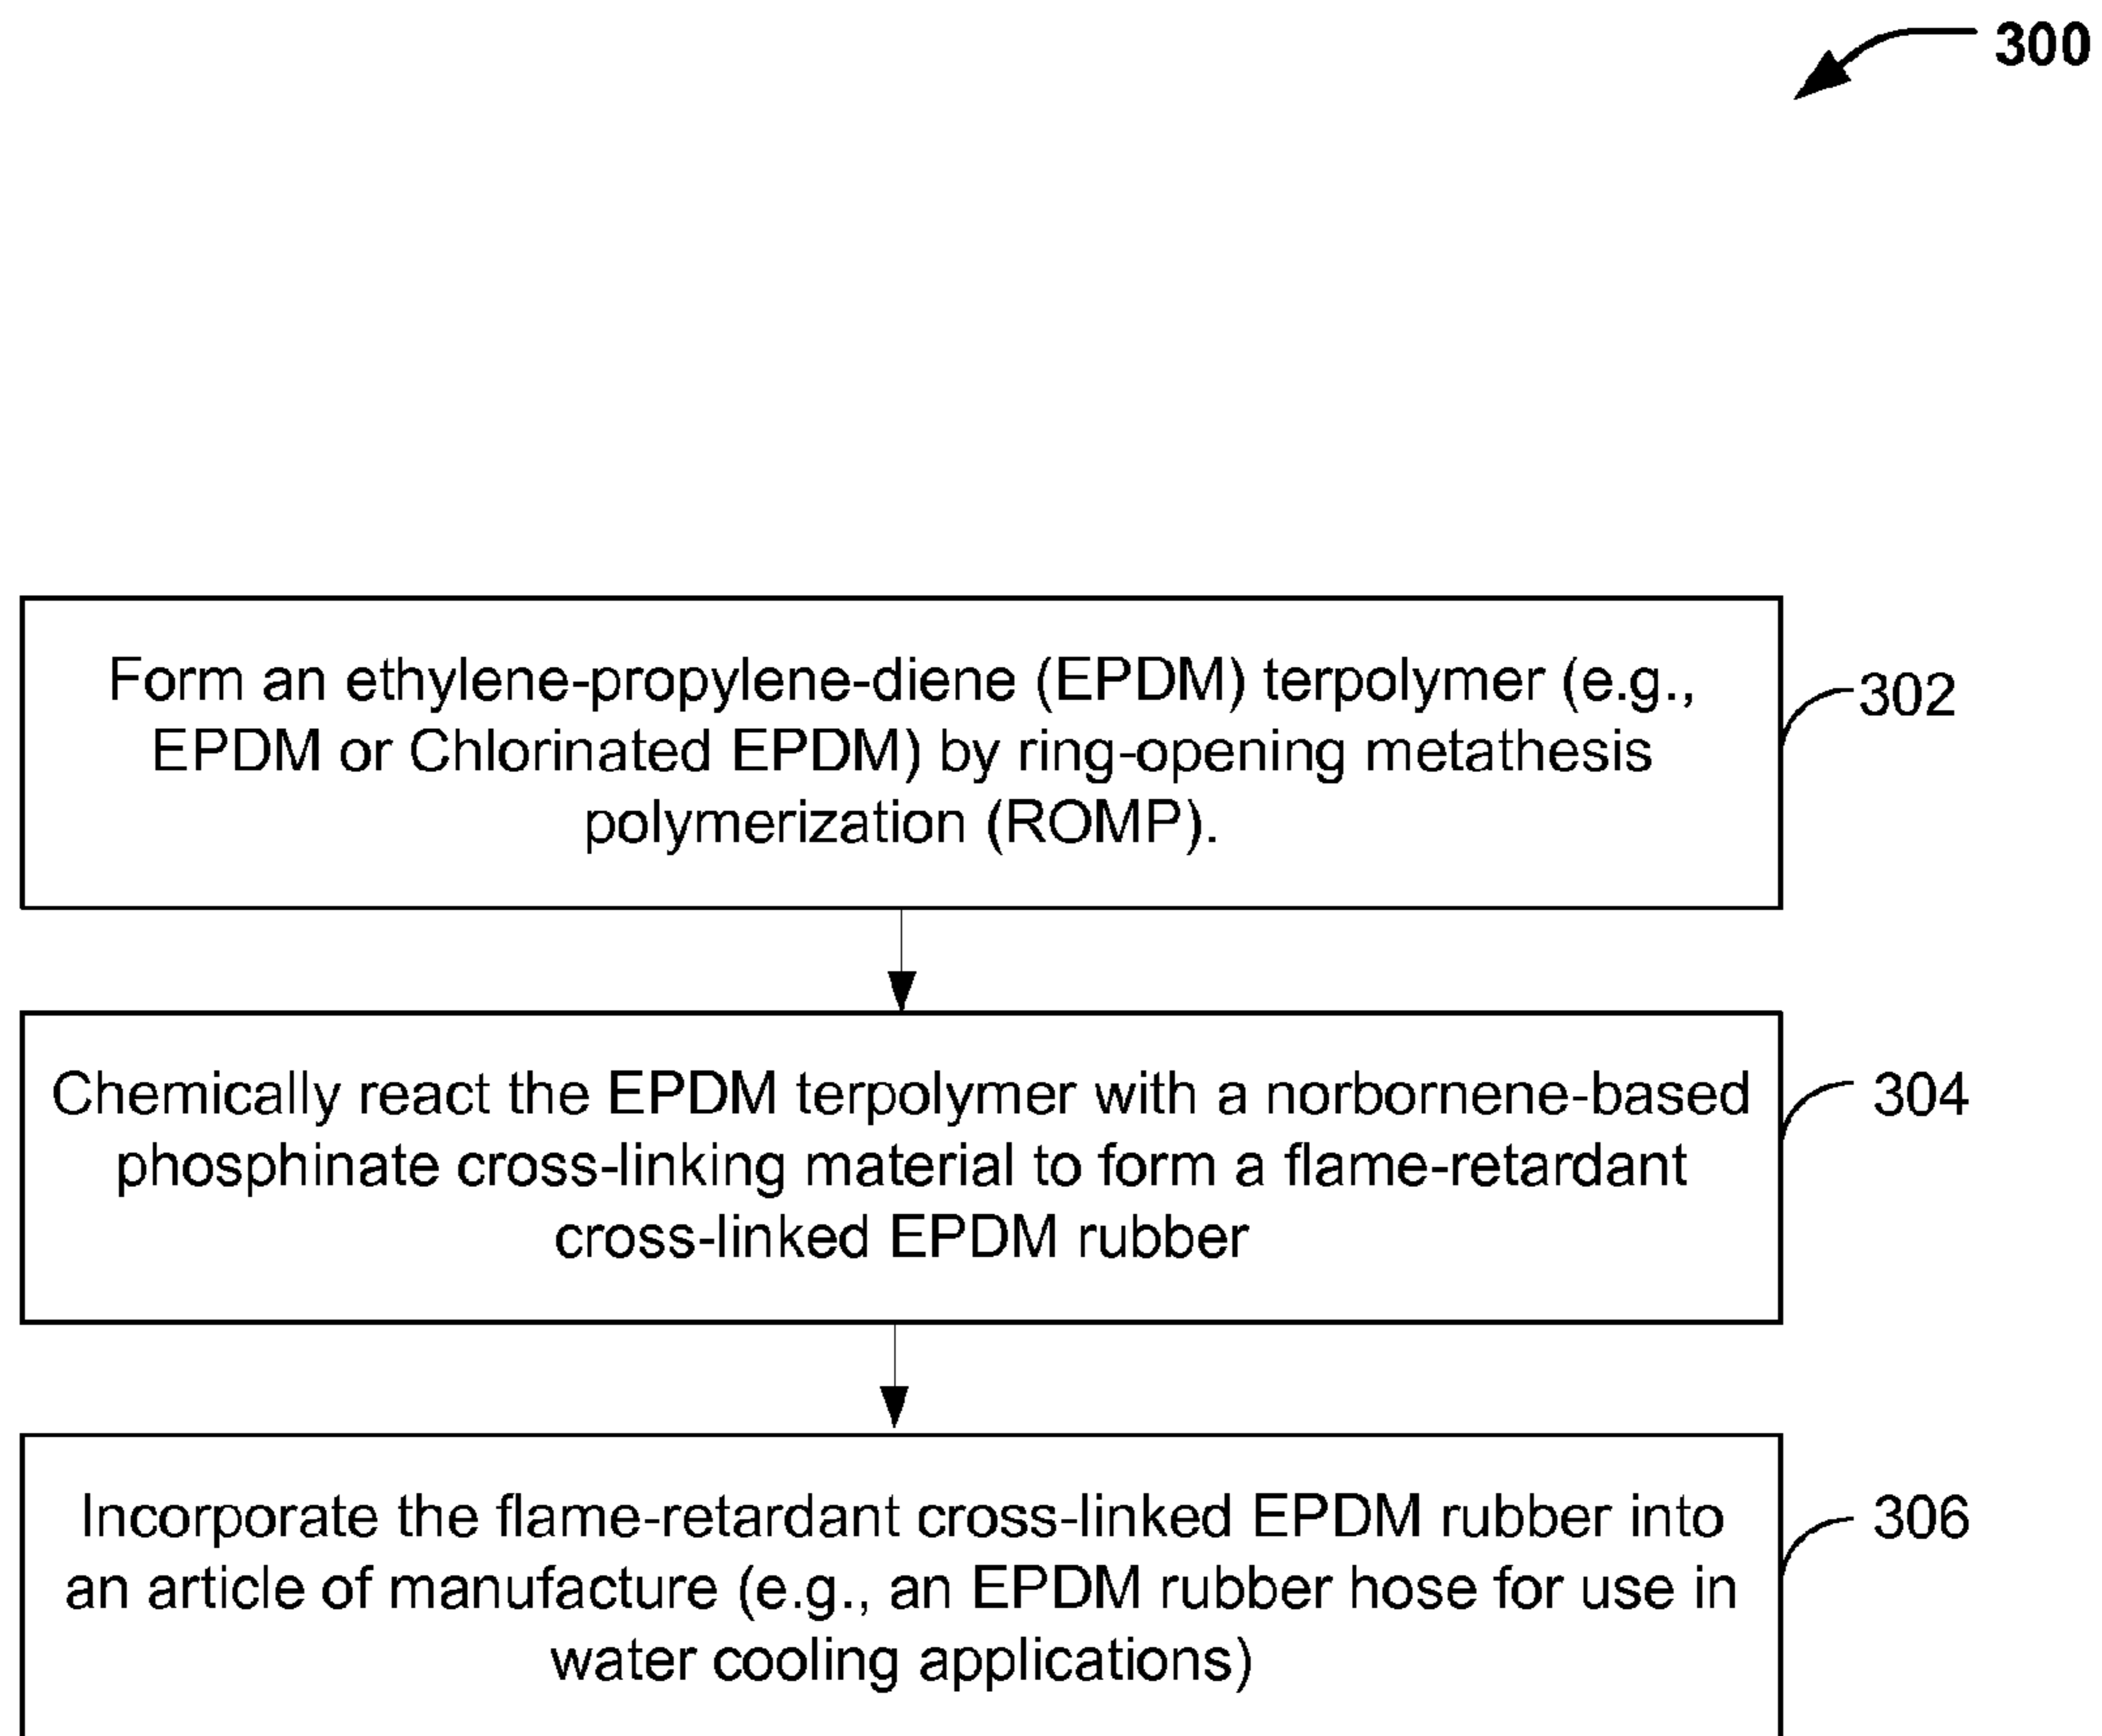 300
Form an ethylene-propylene-diene (EPDM) terpolymer (e.g.,
EPDM or Chlorinated EPDM) by ring-opening metathesis
polymerization (ROMP).
302
Chemically react the EPDM terpolymer with a norbornene-based
phosphinate cross-linking material to form a flame-retardant
cross-linked EPDM rubber
304
Incorporate the flame-retardant cross-linked EPDM rubber into
an article of manufacture (e.g., an EPDM rubber hose for use in
water cooling applications)
306